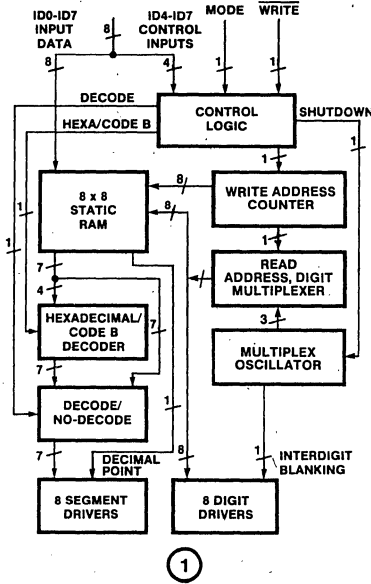 ID0-ID7
INPUT
DATA
8
ID4-ID7
CONTROL
INPUTS
MODE
WRITE
8
4
1
1
DECODE
HEXA/CODE B
CONTROL
LOGIC
SHUTDOWN
1
8 x 8
STATIC
RAM
8
8
WRITE ADDRESS
COUNTER
1
1
1
READ
ADDRESS, DIGIT
MULTIPLEXER
7
4
3
HEXADECIMAL/
CODE B
DECODER
7
MULTIPLEX
OSCILLATOR
7
1
DECODE/
NO-DECODE
7
DECIMAL
POINT
8
1
INTERDIGIT
BLANKING
8 SEGMENT
DRIVERS
8 DIGIT
DRIVERS
1